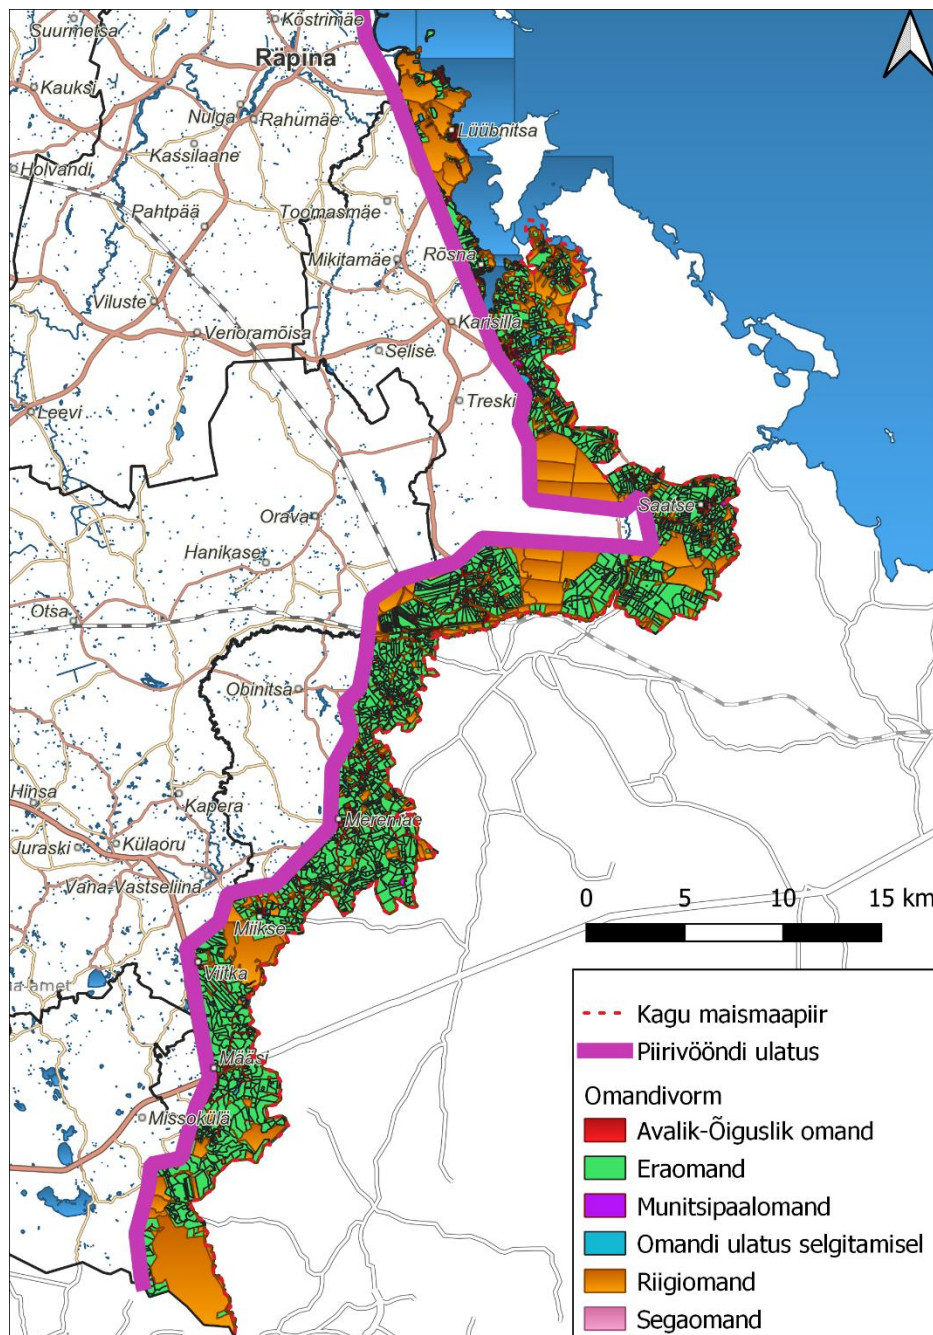 Suurmetsa
Köstrimäe
Räpina
Kauksi
Nulga
Rahumäe
Lüübnitsa
Kassilaane
Holvandi
Toomasmäe
Pahtpää
Rõsna
Mikitamäe
Viluste
Karisilla
Verioramõisa
Selise
Treski
Leevi
Saatse
Orava
Hanikase
Otsa
Obinitsa
Hinsa
Kapera
Meremäe
Juraski
Külaoru
Vana-Vastseliina
0 5 10 15 km
Miikse
Viitka
a-amet
Kagu maismaapiir
Piirivööndi ulatus
Määsi
Omandivorm
Missokülä
Avalik-Õiguslik omand
Eraomand
Munitsipaalomand
Omandi ulatus selgitamisel
Riigiomand
Segaomand